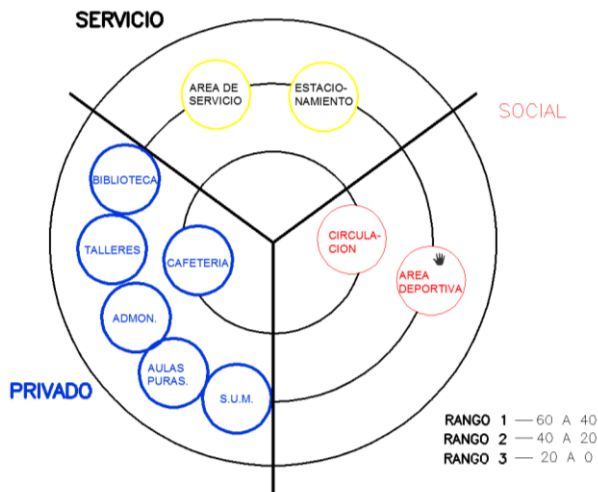 SERVICIO
AREA DE
SERVICIO
ESTACIO-
NAMIENTO
SOCIAL
BIBLIOTECA
TALLERES
CAFETERIA
CIRCULA-
CION
AREA
DEPORTIVA
ADMON.
AULAS
PURAS.
S.U.M.
PRIVADO
RANGO 1 — 60 A 40
RANGO 2 — 40 A 20
RANGO 3 — 20 A 0